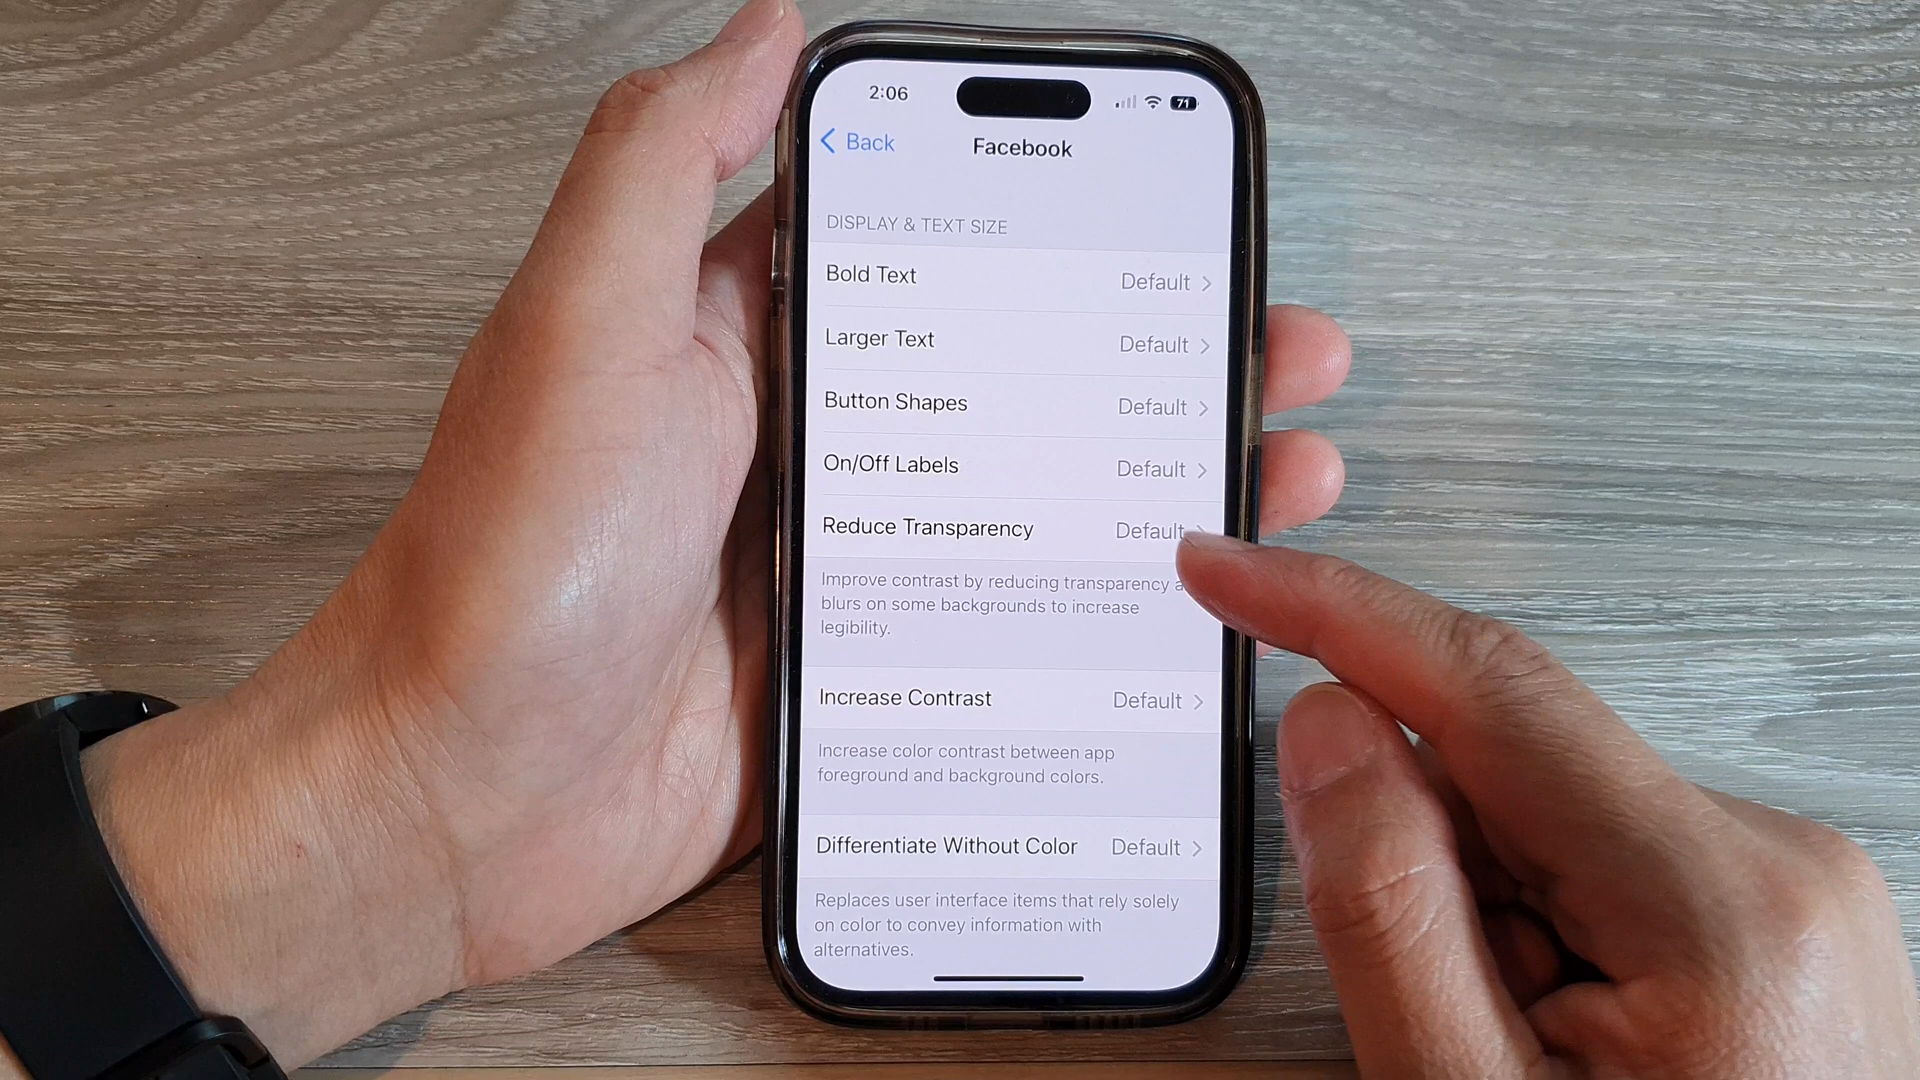 2:06
71
Back
Facebook
DISPLAY & TEXT SIZE
Bold Text Default
Larger Text Default
Button Shapes Default
On/Off Labels Default
Reduce Transparency Default
Improve contrast by reducing transparency
blurs on some backgrounds to increase
legibility.
Increase Contrast Default
Increase color contrast between app
foreground and background colors.
Differentiate Without Color Default
Replaces user interface items that rely solely
on color to convey information with
alternatives.